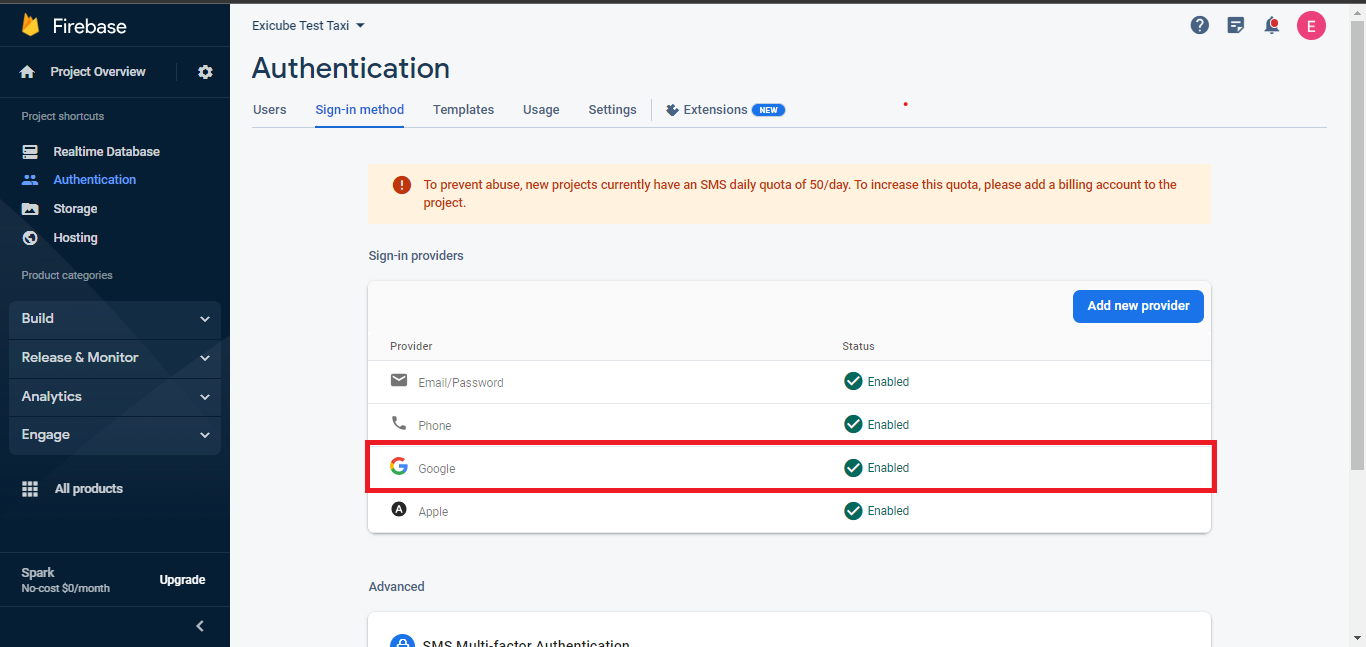 Firebase
Project Overview
Project shortcuts
Realtime Database
Authentication
Storage
Hosting
Product categories
Build
Release & Monitor
Analytics
Engage
All products
Spark
No-cost $0/month
Upgrade
Exicube Test Taxi
E
Authentication
Users
Sign-in method
Templates
Usage
Settings
Extensions NEW
To prevent abuse, new projects currently have an SMS daily quota of 50/day. To increase this quota, please add a billing account to the
project.
Sign-in providers
Add new provider
Provider Status
Email/Password Enabled
Phone Enabled
Google Enabled
Apple Enabled
Advanced
SMS Multi-factor Authentication